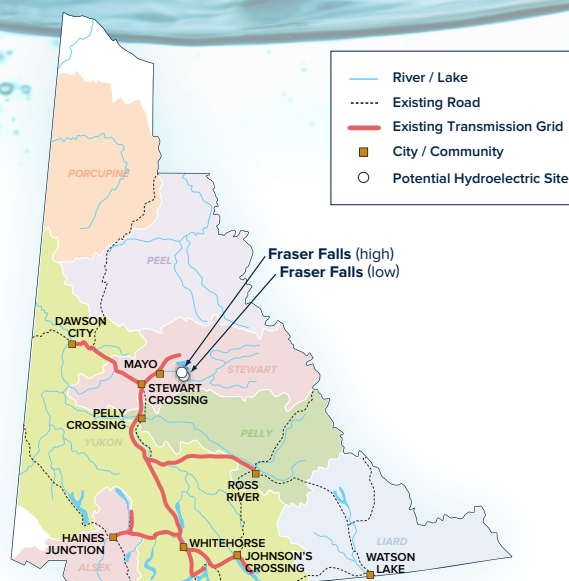 River / Lake
Existing Road
Existing Transmission Grid
City / Community
Potential Hydroelectric Site
PORCUPINE
PEEL
Fraser Falls (high)
Fraser Falls (low)
DAWSON
CITY
MAYO
STEWART
STEWART
CROSSING
PELLY
CROSSING
YUKON
PELLY
ROSS
RIVER
HAINES
JUNCTION
WHITEHORSE
JOHNSON'S
CROSSING
LIARD
WATSON
LAKE
ALSEK